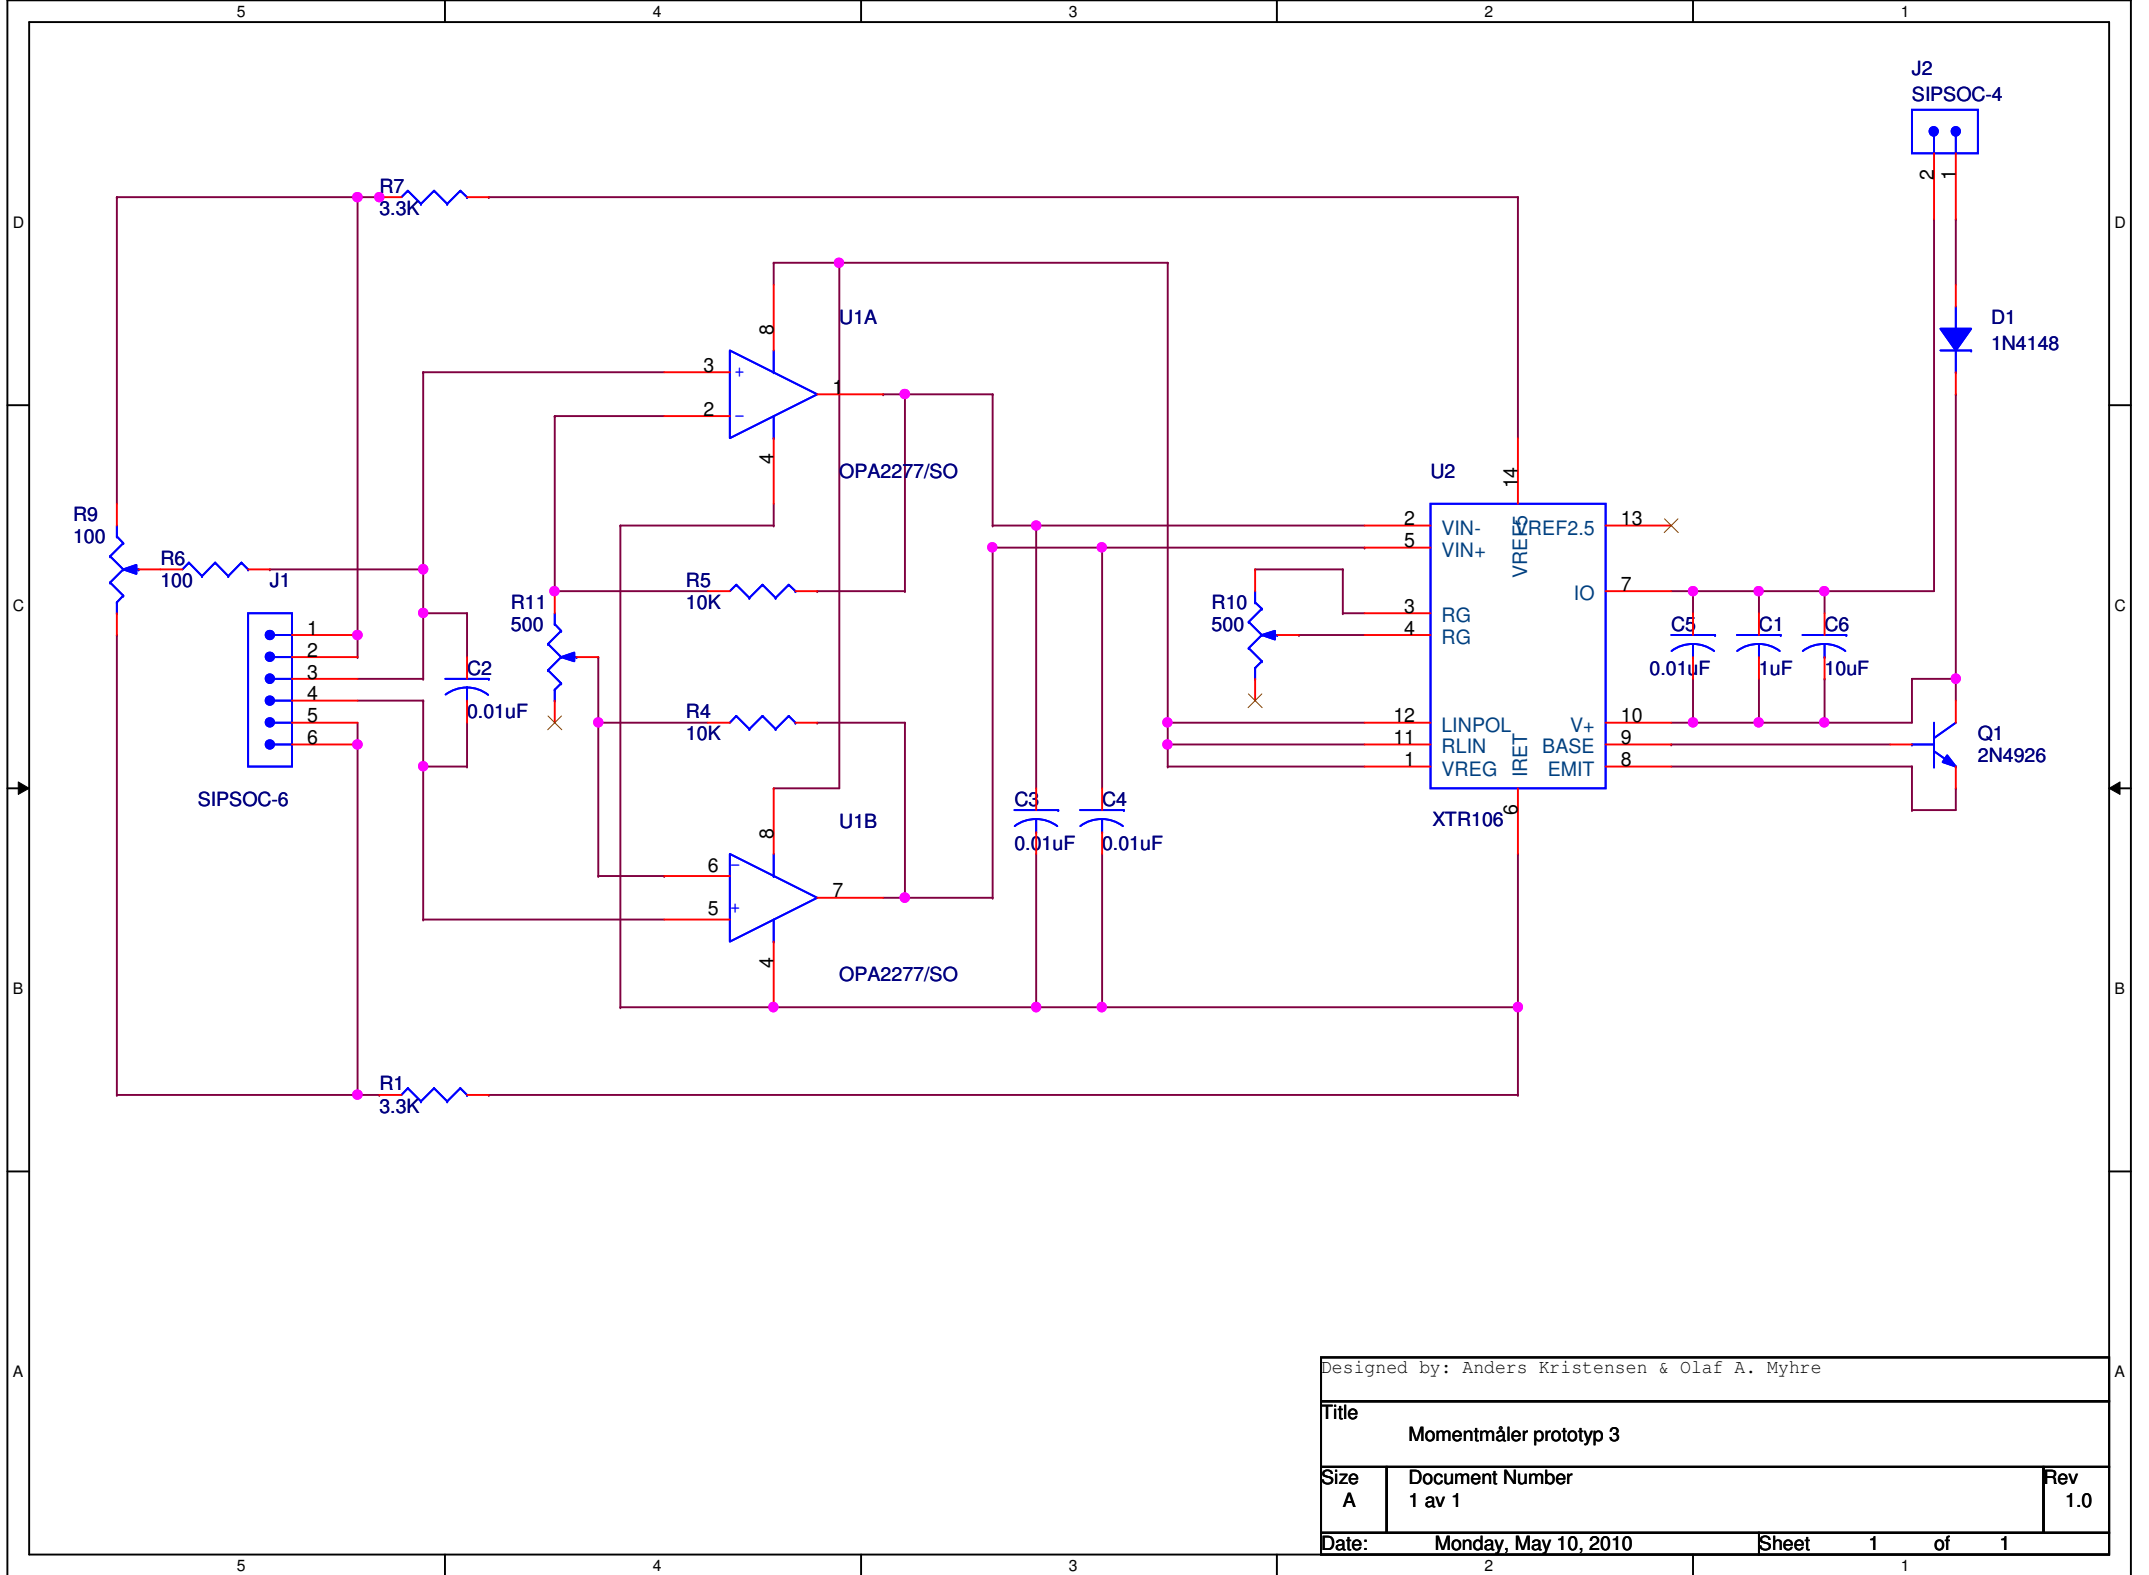 5 4 3 2 1
J2
SIPSOC-4
2 1
D D
R7
3.3K
D1
1N4148
U1A
8
3
1
2
4
OPA2277/SO
U2
14
R9
100
2 VIN- VREF5 VREF2.5 13
5 VIN+
R6
100
J1
R5
10K
R11
500
R10
500
IO 7
3 RG
4 RG
C C
C5
0.01uF
C1
1uF
C6
10uF
1
2
3
4
5
6
C2
0.01uF
R4
10K
12 LINPOL V+ 10
11 RLIN IRET BASE 9
1 VREG EMIT 8
Q1
2N4926
SIPSOC-6
C3
0.01uF
C4
0.01uF
6
XTR106
U1B
8
6
7
5
4
OPA2277/SO
B B
R1
3.3K
A A
Designed by: Anders Kristensen & Olaf A. Myhre
Title
Momentmåler prototyp 3
Size
A
Document Number
1 av 1
Rev
1.0
Date: Monday, May 10, 2010 Sheet 1 of 1
5 4 3 2 1